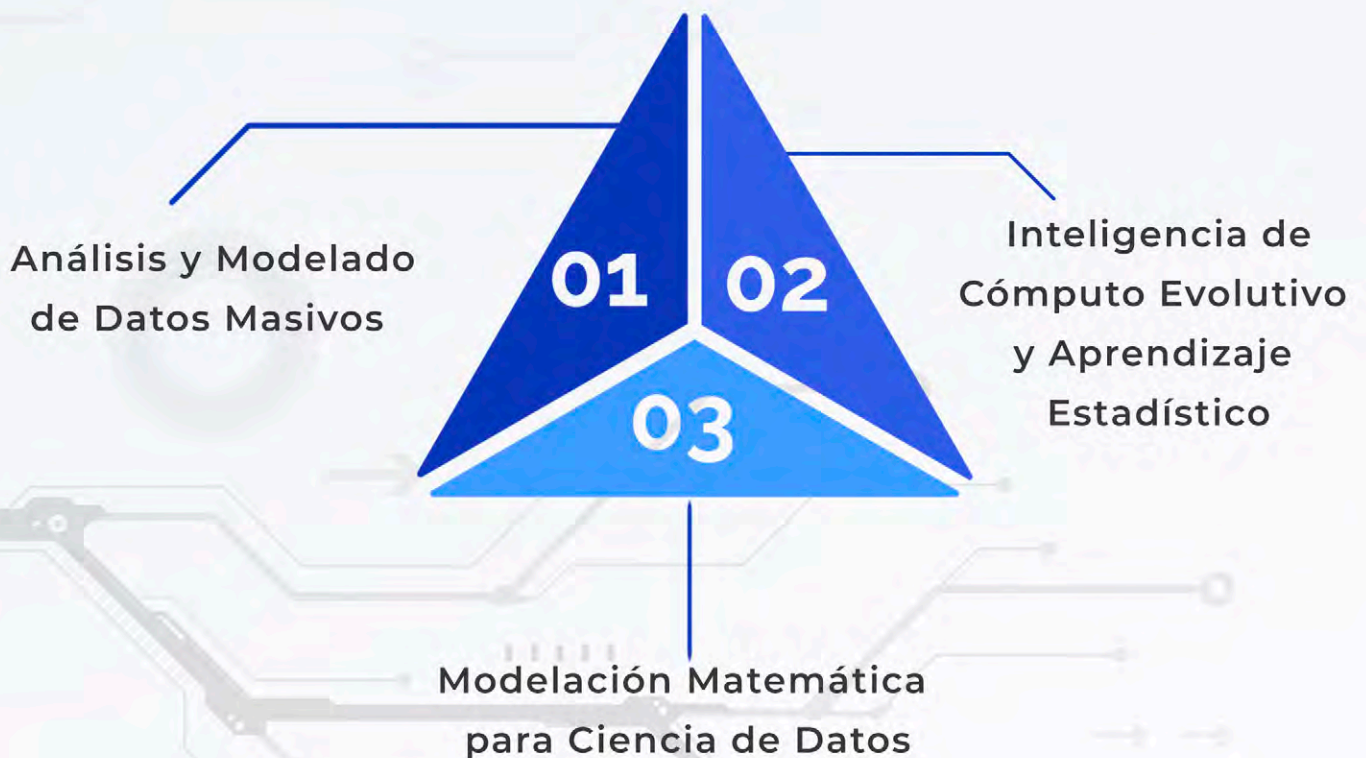 01
Análisis y Modelado
de Datos Masivos
02
Inteligencia de
Cómputo Evolutivo
y Aprendizaje
Estadístico
03
Modelación Matemática
para Ciencia de Datos